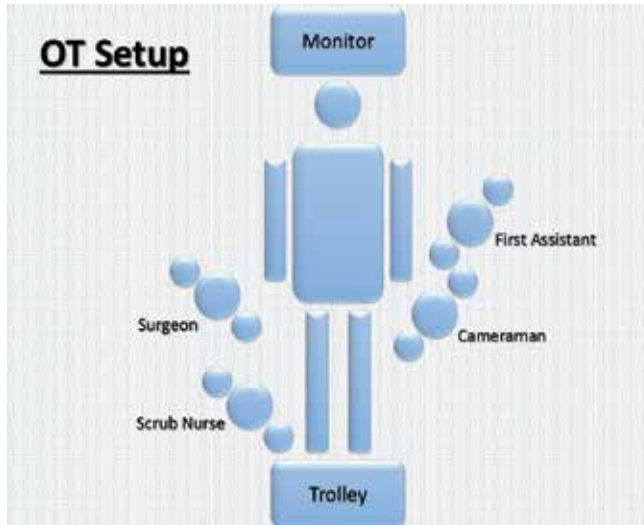 OT Setup
Monitor
First Assistant
Surgeon
Cameraman
Scrub Nurse
Trolley